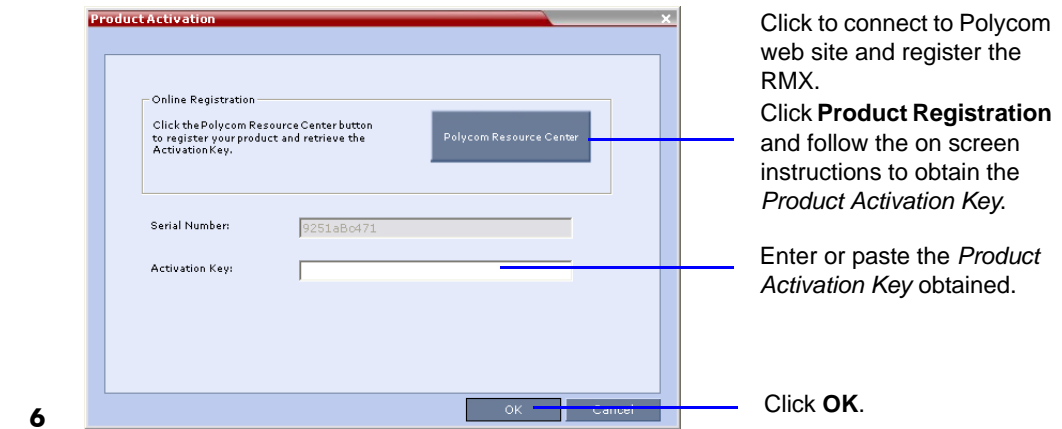 Product Activation
Online Registration
Click the Polycom Resource Center button
to register your product and retrieve the
Activation Key.
Polycom Resource Center
Serial Number:
9251aBc471
Activation Key:
OK
Cancel
Click to connect to Polycom
web site and register the
RMX.
Click Product Registration
and follow the on screen
instructions to obtain the
Product Activation Key.
Enter or paste the Product
Activation Key obtained.
Click OK.
6